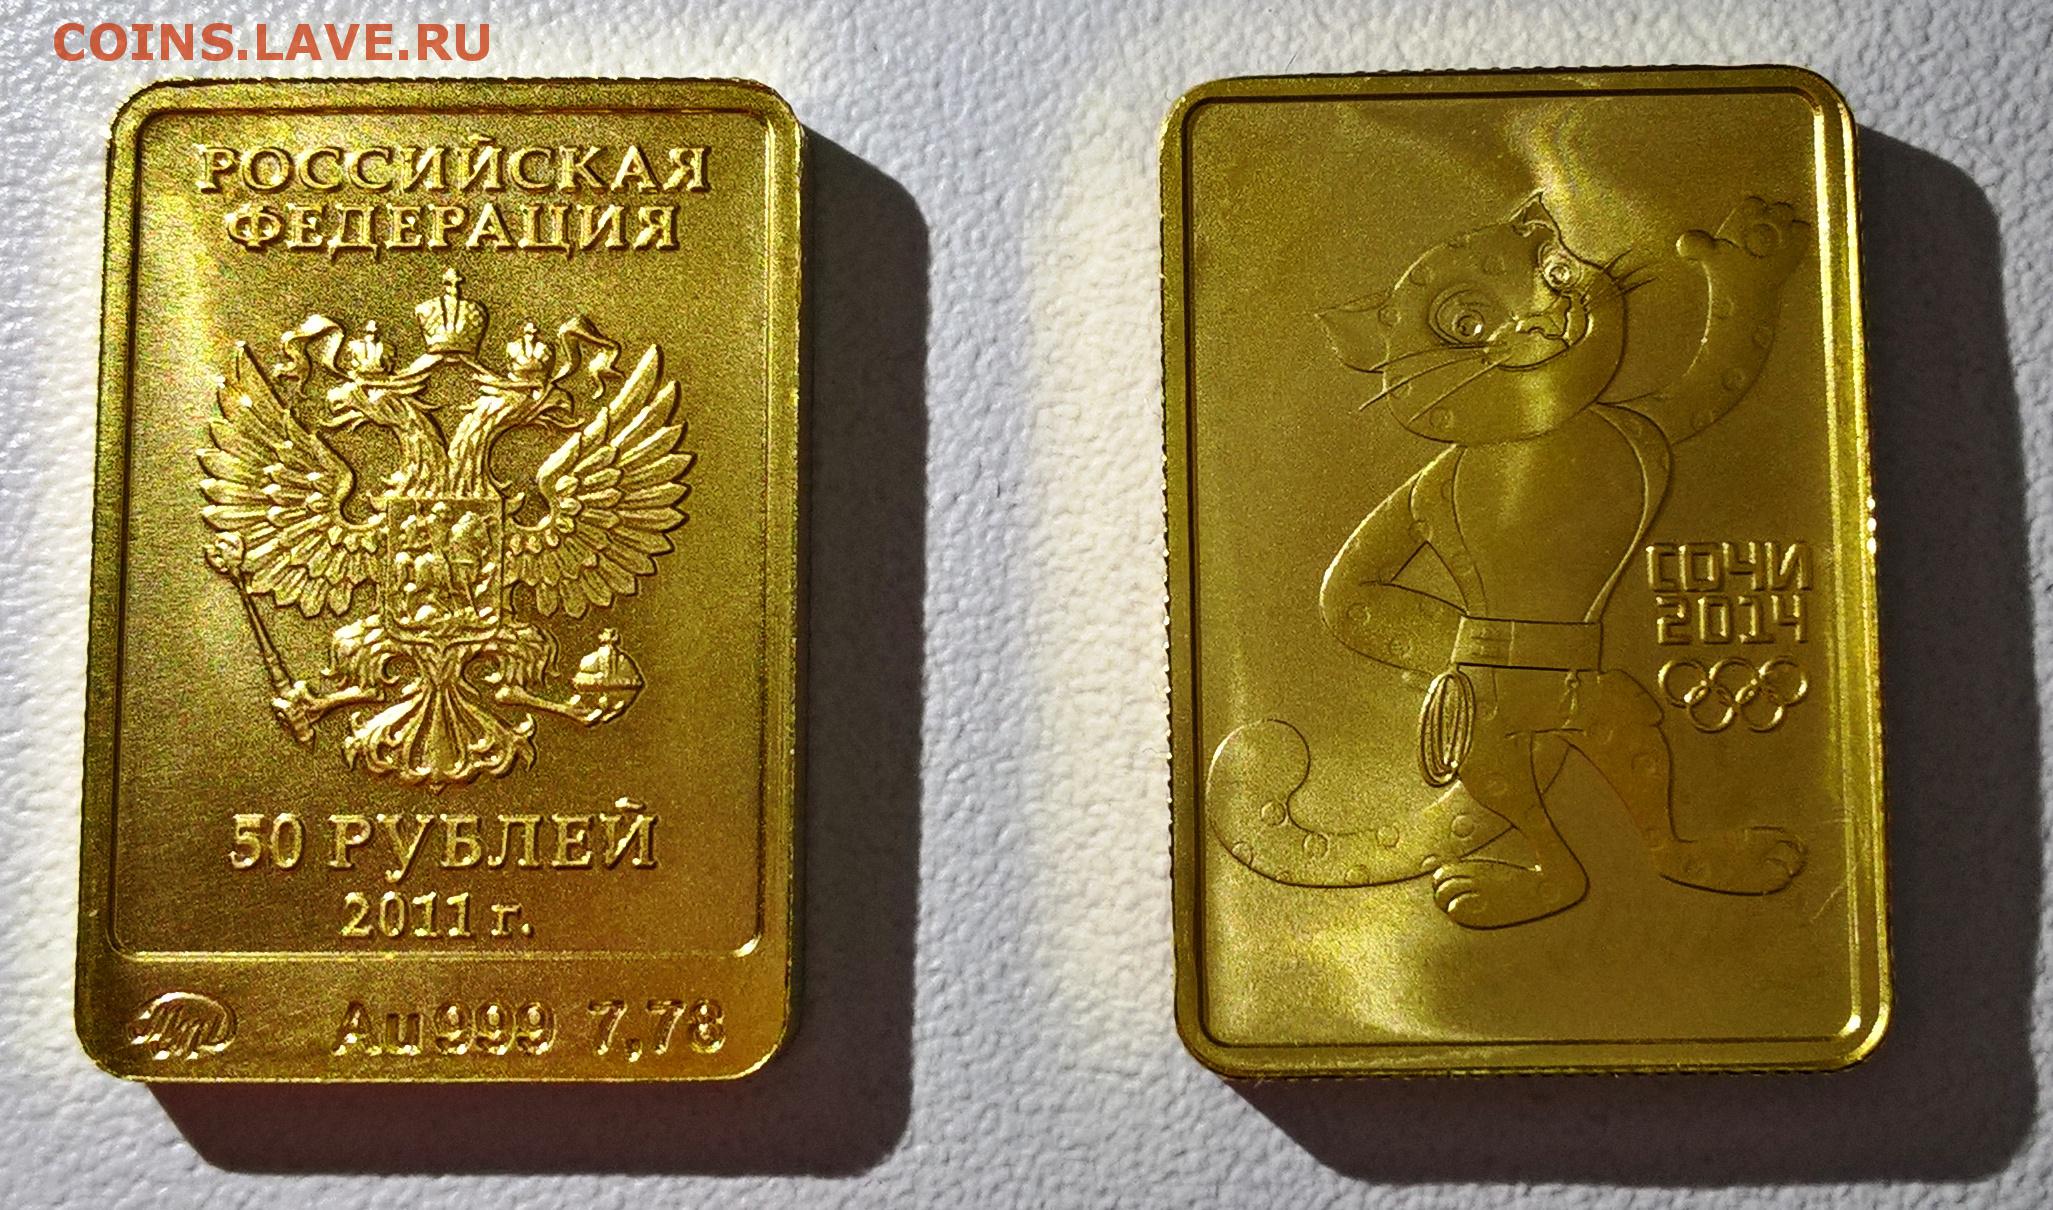 COINS.LAVE.RU
РОССИЙСКАЯ
ФЕДЕРАЦИЯ
50 РУБЛЕЙ
2011 г.
Au 999 7,78
СОЧИ
2014